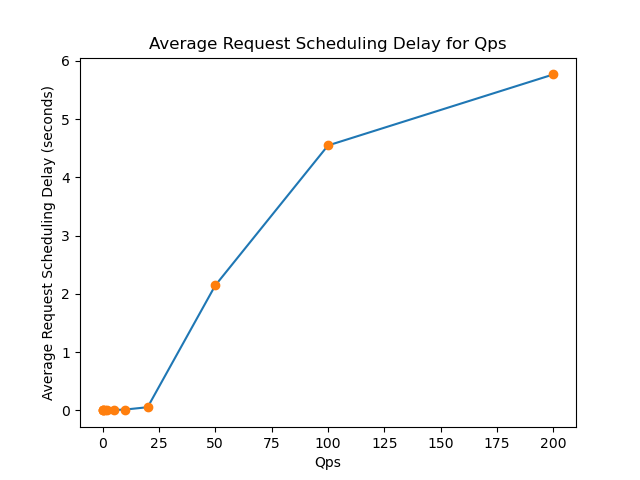 Average Request Scheduling Delay for Qps
Average Request Scheduling Delay (seconds)
6
5
4
3
2
1
0
0 25 50 75 100 125 150 175 200
Qps